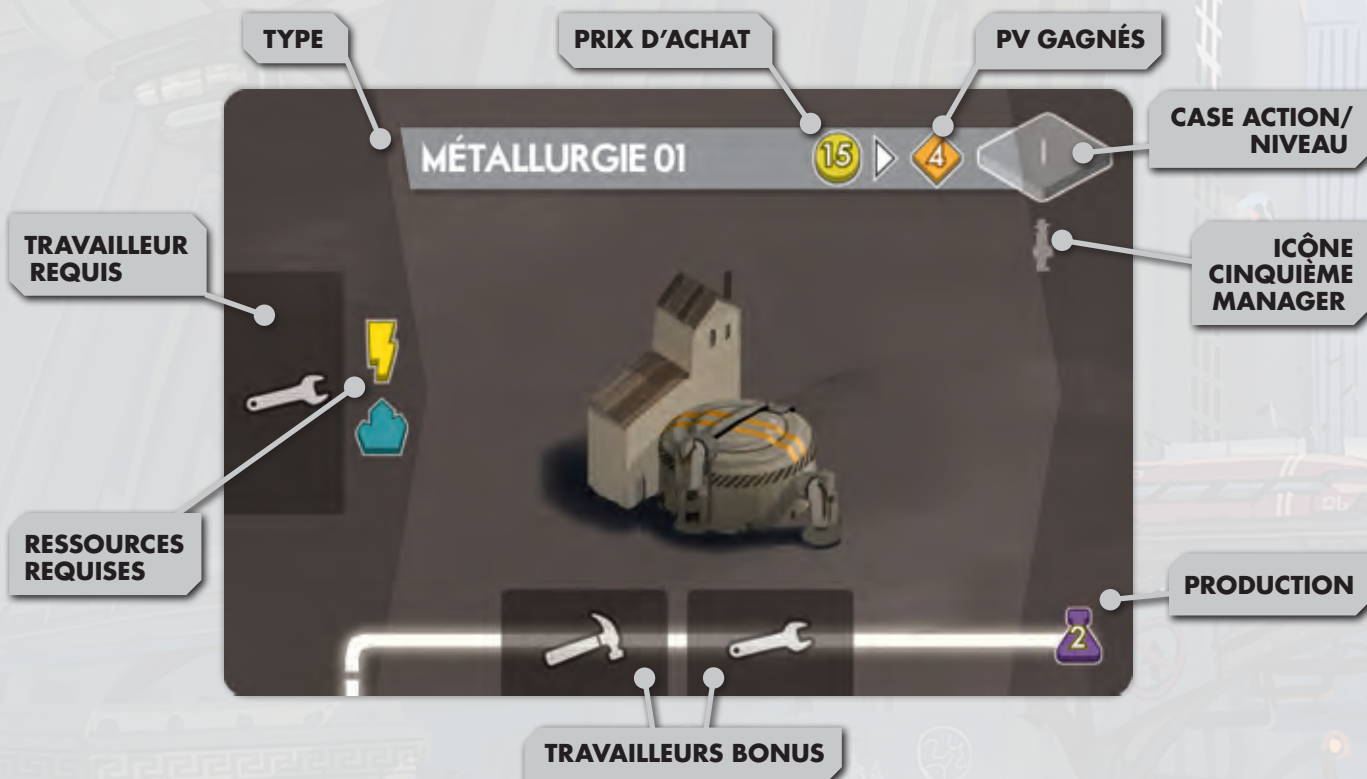 TYPE
PRIX D'ACHAT
PV GAGNÉS
CASE ACTION/
NIVEAU
MÉTALLURGIE 01
15
4
I
TRAVAILLEUR
REQUIS
ICÔNE
CINQUIÈME
MANAGER
RESSOURCES
REQUISES
PRODUCTION
2
TRAVAILLEURS BONUS